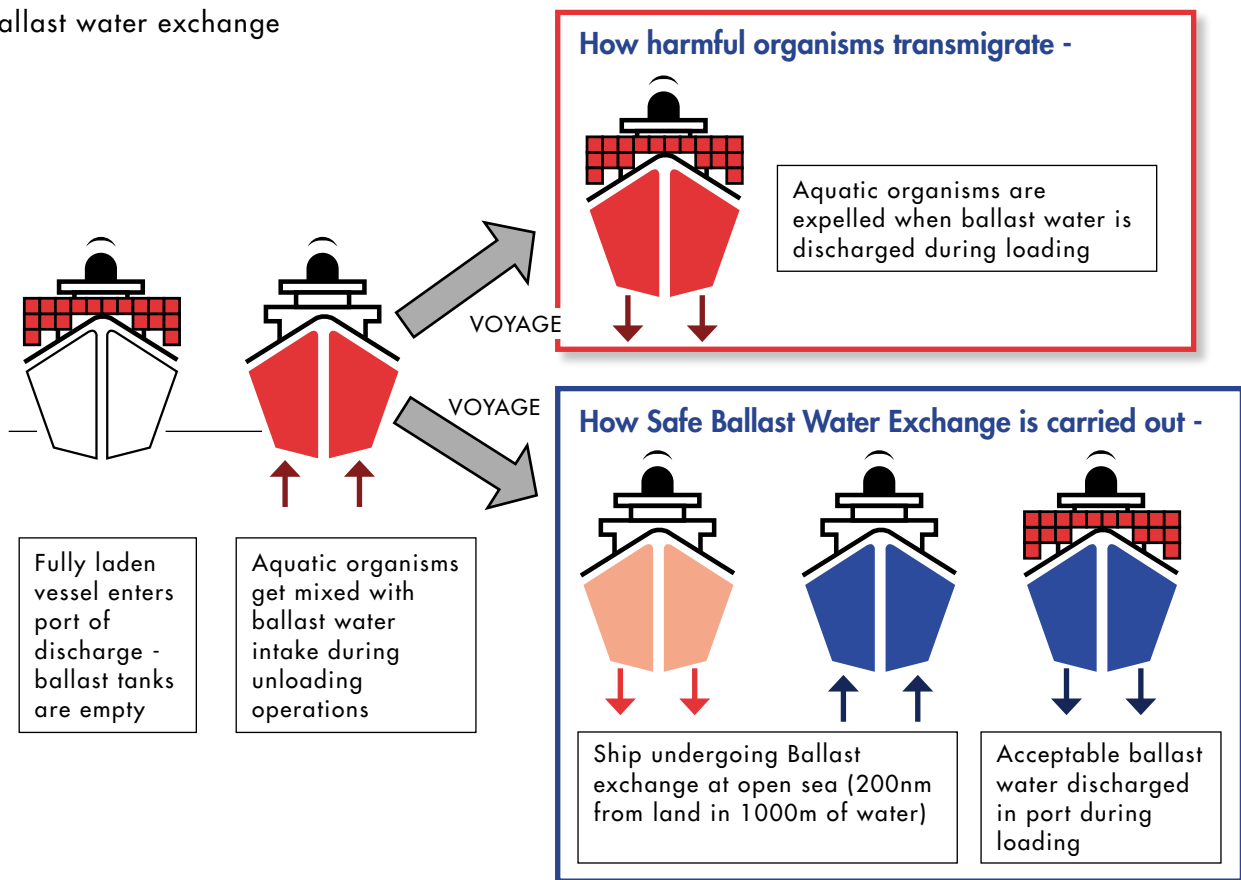 allast water exchange
How harmful organisms transmigrate -
Aquatic organisms are
expelled when ballast water is
discharged during loading
VOYAGE
VOYAGE
How Safe Ballast Water Exchange is carried out -
Fully laden
vessel enters
port of
discharge -
ballast tanks
are empty
Aquatic organisms
get mixed with
ballast water
intake during
unloading
operations
Ship undergoing Ballast
exchange at open sea (200nm
from land in 1000m of water)
Acceptable ballast
water discharged
in port during
loading